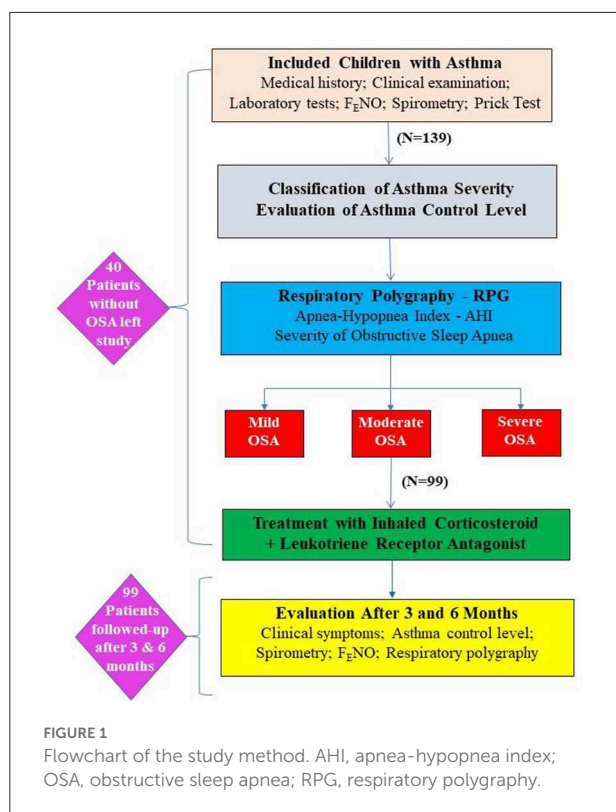 Included Children with Asthma
Medical history; Clinical examination;
Laboratory tests; FENO; Spirometry; Prick Test
(N=139)
Classification of Asthma Severity
Evaluation of Asthma Control Level
40
Patients
without
OSA left
study
Respiratory Polygraphy - RPG
Apnea-Hypopnea Index - AHI
Severity of Obstructive Sleep Apnea
Mild
OSA
Moderate
OSA
Severe
OSA
(N=99)
Treatment with Inhaled Corticosteroid
+ Leukotriene Receptor Antagonist
99
Patients
followed-up
after 3 & 6
months
Evaluation After 3 and 6 Months
Clinical symptoms; Asthma control level;
Spirometry; FENO; Respiratory polygraphy
FIGURE 1
Flowchart of the study method. AHI, apnea-hypopnea index;
OSA, obstructive sleep apnea; RPG, respiratory polygraphy.